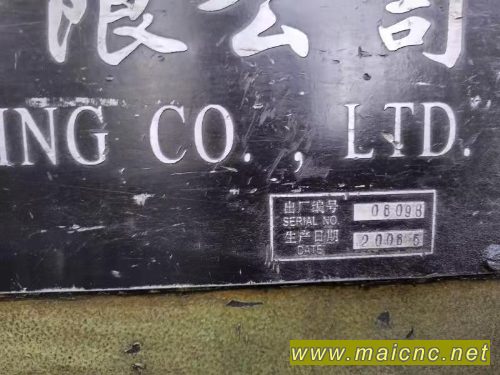 限公司
ING CO., LTD.
出厂编号 06098
SERIAL NO
生产日期 2006 6
DATE
www.maicnc.net